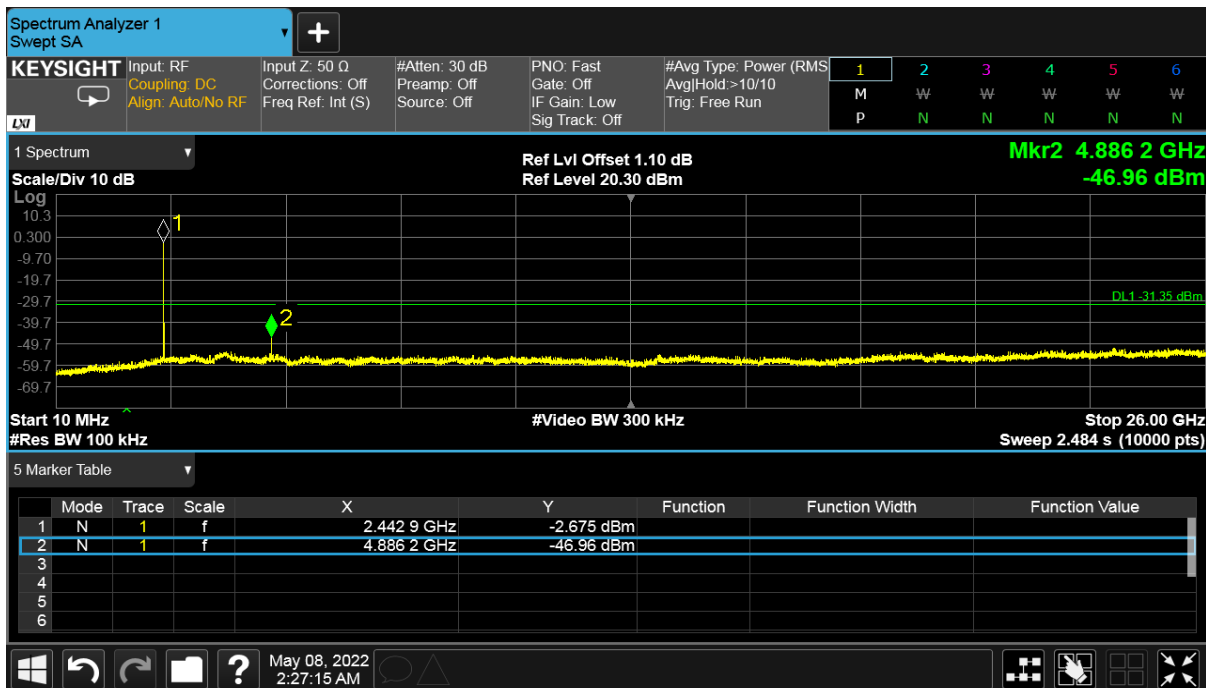 Spectrum Analyzer 1
Swept SA
+
KEYSIGHT
LXI
Input: RF
Coupling: DC
Align: Auto/No RF
Input Z: 50 Ω
Corrections: Off
Freq Ref: Int (S)
#Atten: 30 dB
Preamp: Off
Source: Off
PNO: Fast
Gate: Off
IF Gain: Low
Sig Track: Off
#Avg Type: Power (RMS
Avg|Hold:>10/10
Trig: Free Run
1 2 3 4 5 6
M W W W W W
P N N N N N
1 Spectrum
Scale/Div 10 dB
Ref Lvl Offset 1.10 dB
Ref Level 20.30 dBm
Mkr2 4.886 2 GHz
-46.96 dBm
Log
10.3
0.300
-9.70
-19.7
-29.7
-39.7
-49.7
-59.7
-69.7
1
2
DL1 -31.35 dBm
Start 10 MHz
#Video BW 300 kHz
Stop 26.00 GHz
#Res BW 100 kHz
Sweep 2.484 s (10000 pts)
5 Marker Table
Mode Trace Scale X Y Function Function Width Function Value
1 N 1 f 2.442 9 GHz -2.675 dBm
2 N 1 f 4.886 2 GHz -46.96 dBm
3
4
5
6
?
May 08, 2022
2:27:15 AM